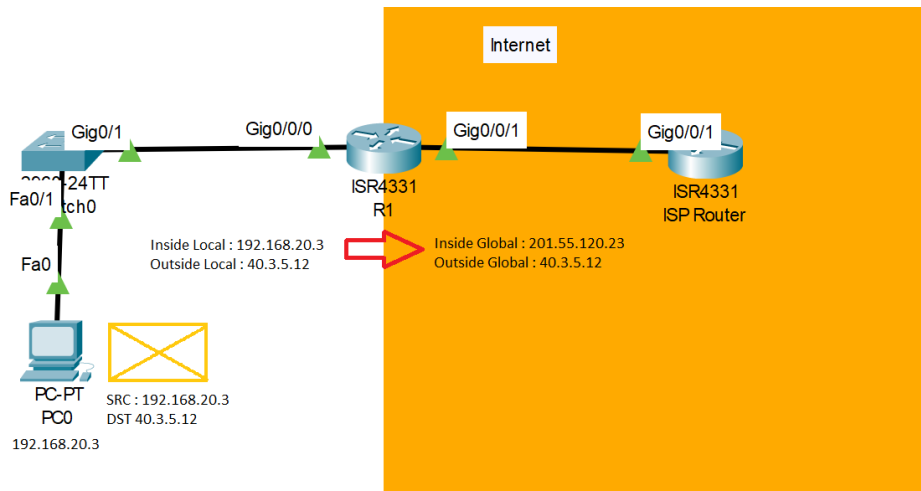 Internet
Gig0/1
Gig0/0/0
Gig0/0/1
Gig0/0/1
-24TT
tch0
Fa0/1
ISR4331
R1
ISR4331
ISP Router
Inside Local : 192.168.20.3
Outside Local : 40.3.5.12
Inside Global : 201.55.120.23
Outside Global : 40.3.5.12
Fa0
PC-PT
PC0
192.168.20.3
SRC : 192.168.20.3
DST 40.3.5.12